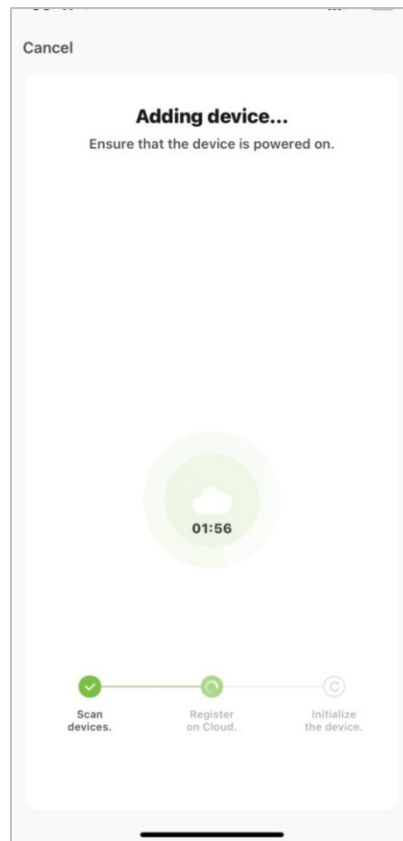 Cancel
Adding device...
Ensure that the device is powered on.
01:56
Scan
devices.
Register
on Cloud.
Initialize
the device.